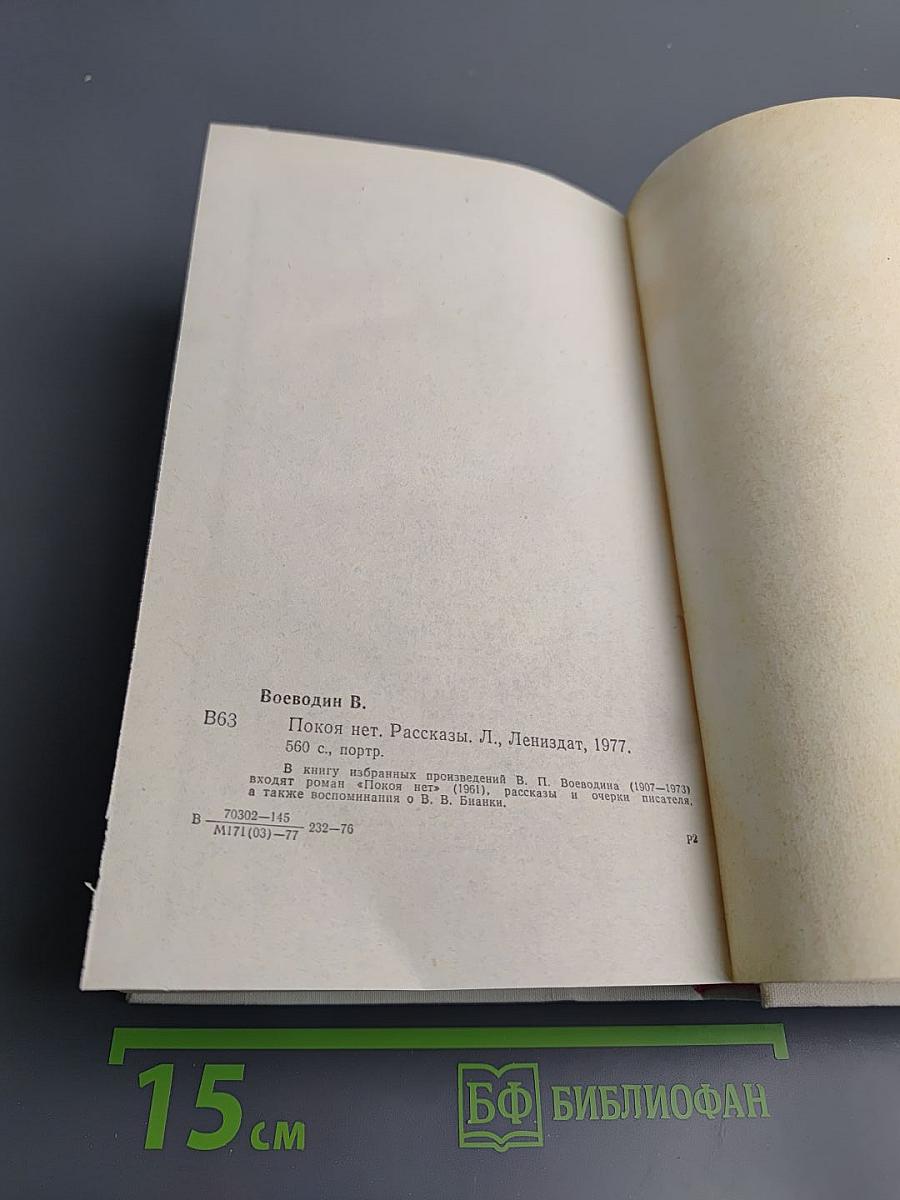 Воеводин В.
В63 Покоя нет. Рассказы. Л., Лениздат, 1977.
560 с., портр.
В книгу избранных произведений В. П. Воеводина (1907—1973)
входят роман «Покоя нет» (1961), рассказы и очерки писателя,
а также воспоминания о В. В. Бианки.
В 70302—145
М171(03)—77 232—76
Р2
15 см
БФ БИБЛИОФАН